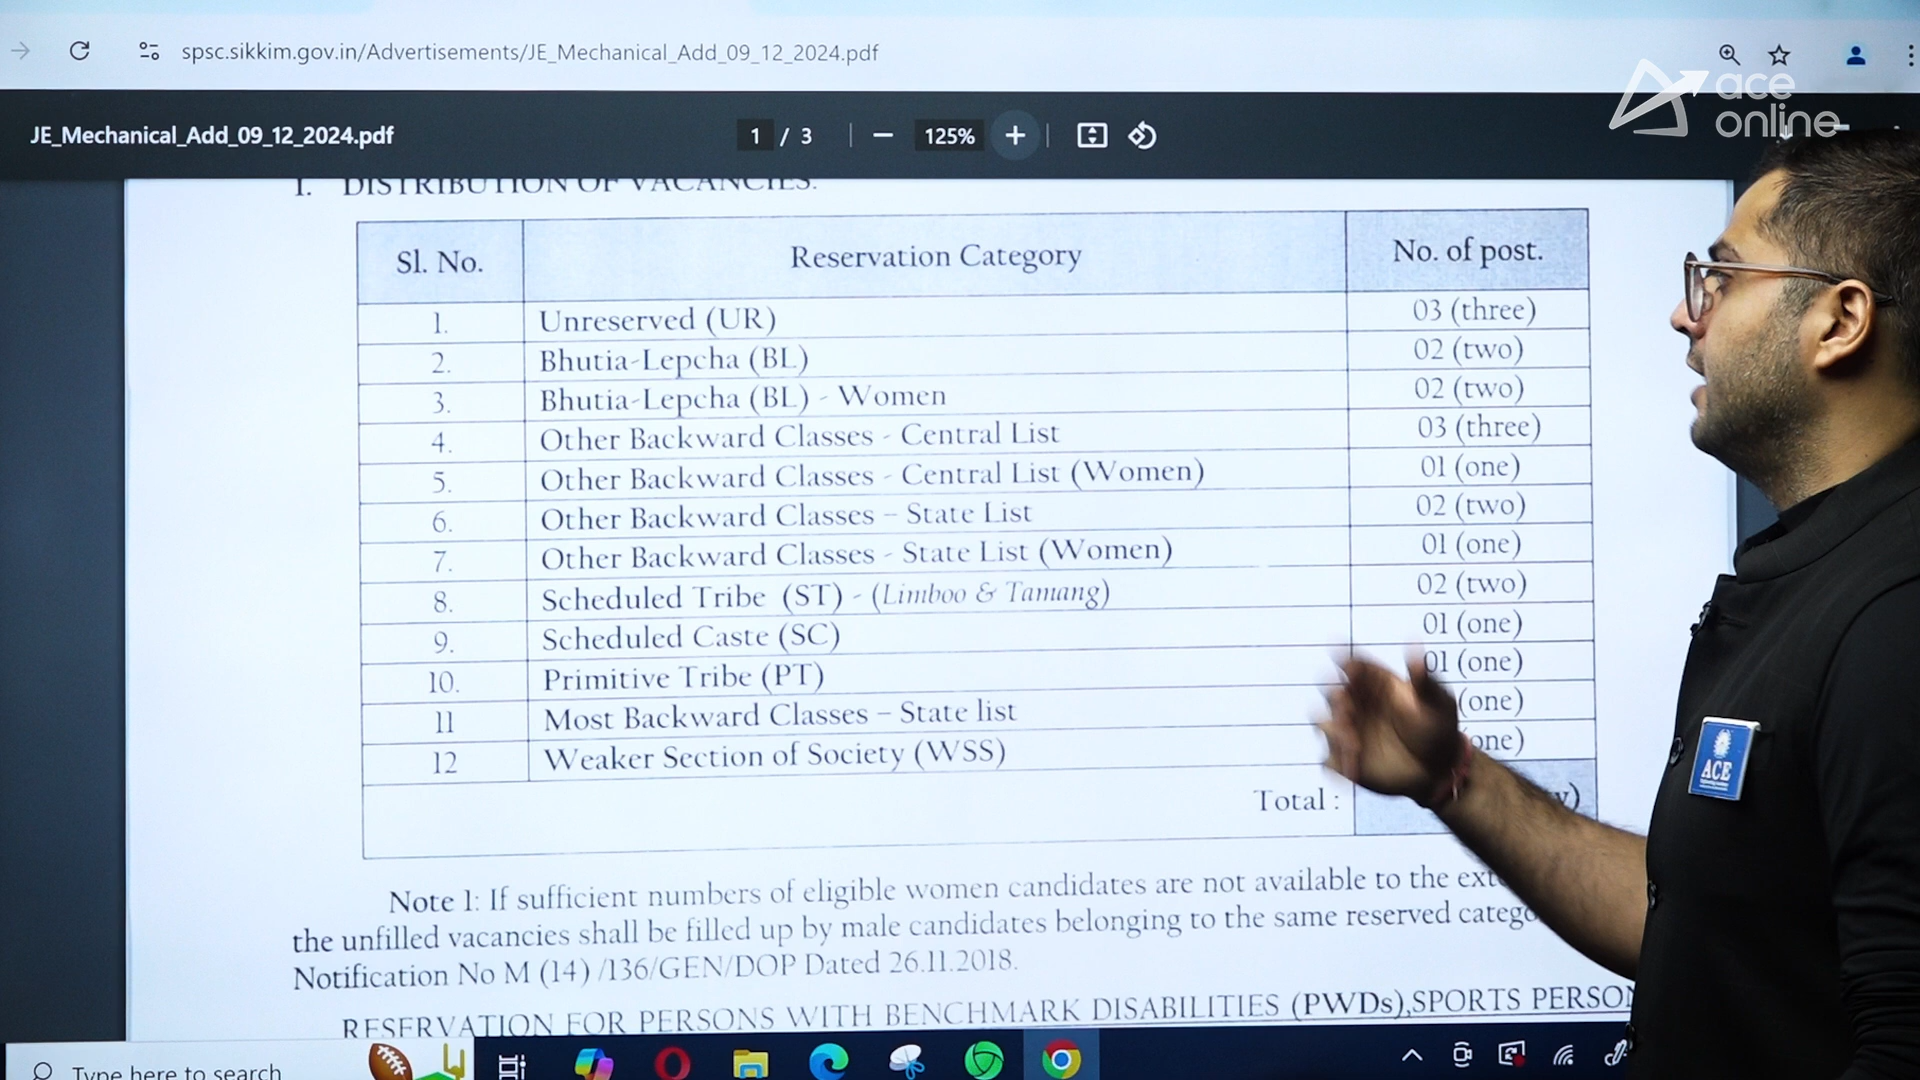 spsc.sikkim.gov.in/Advertisements/JE_Mechanical_Add_09_12_2024.pdf
ace
online
JE_Mechanical_Add_09_12_2024.pdf
1 / 3
125%
1. DISTRIBUTION OF VACANCIES.
Sl. No. Reservation Category No. of post.
1. Unreserved (UR) 03 (three)
2. Bhutia-Lepcha (BL) 02 (two)
3. Bhutia-Lepcha (BL) - Women 02 (two)
4. Other Backward Classes - Central List 03 (three)
5. Other Backward Classes - Central List (Women) 01 (one)
6. Other Backward Classes – State List 02 (two)
7. Other Backward Classes - State List (Women) 01 (one)
8. Scheduled Tribe (ST) - (Limboo & Tamang) 02 (two)
9. Scheduled Caste (SC) 01 (one)
10. Primitive Tribe (PT) 01 (one)
11 Most Backward Classes – State list (one)
12 Weaker Section of Society (WSS) one)
Total :
ACE
Note 1: If sufficient numbers of eligible women candidates are not available to the
the unfilled vacancies shall be filled up by male candidates belonging to the same reserved
Notification No M (14) /136/GEN/DOP Dated 26.11.2018.
RESERVATION FOR PERSONS WITH BENCHMARK DISABILITIES (PWDs),SPORTS
Type here to search